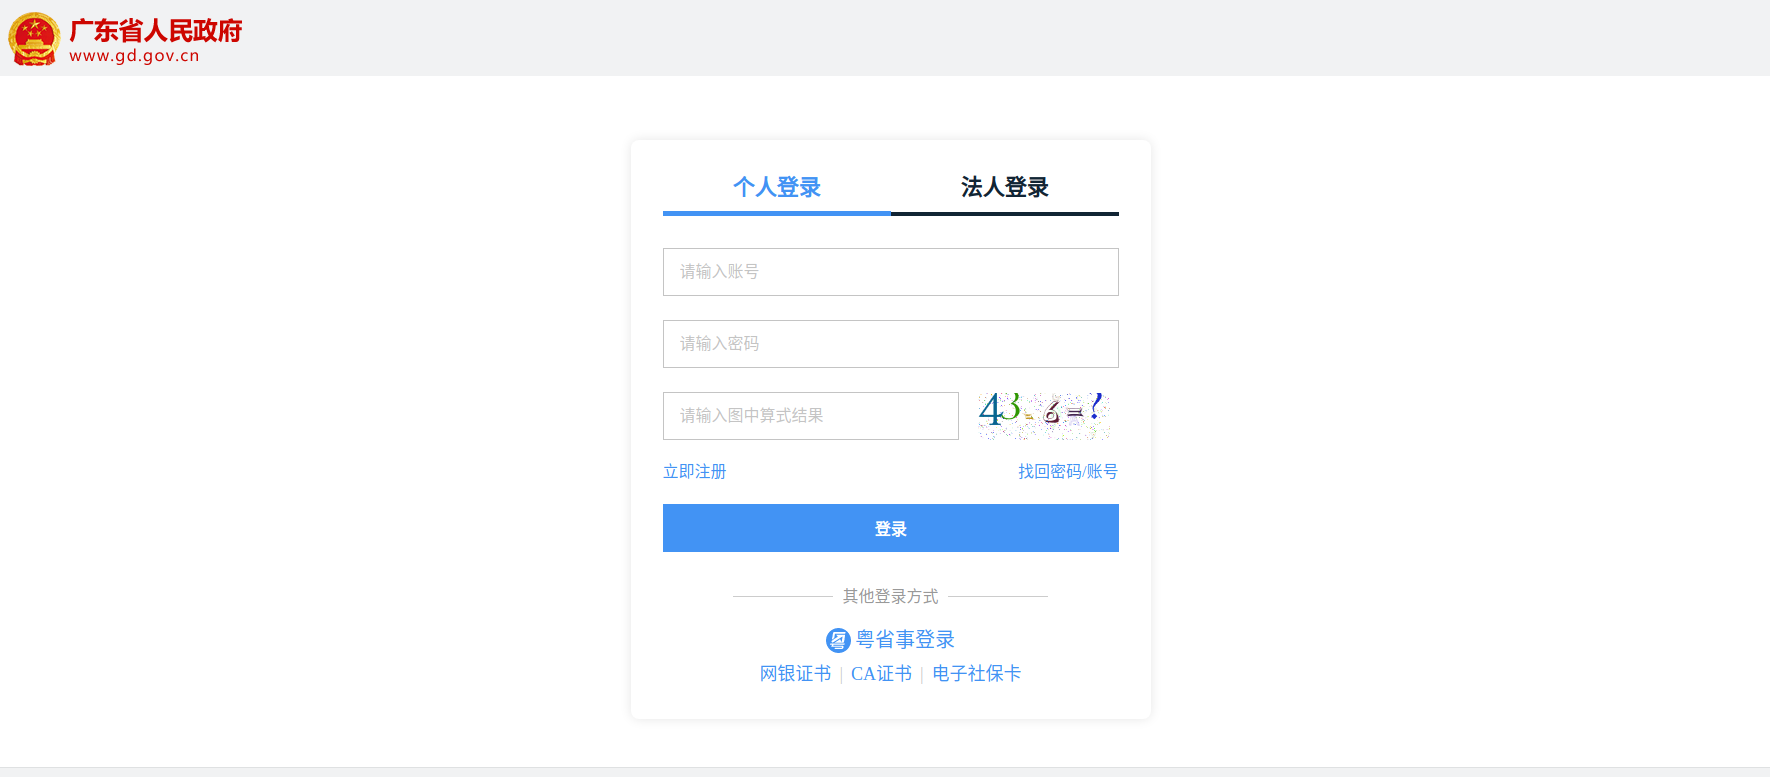 广东省人民政府
www.gd.gov.cn
个人登录 法人登录
请输入账号
请输入密码
请输入图中算式结果 43-6=?
立即注册 找回密码/账号
登录
其他登录方式
粤 粤省事登录
网银证书 | CA证书 | 电子社保卡